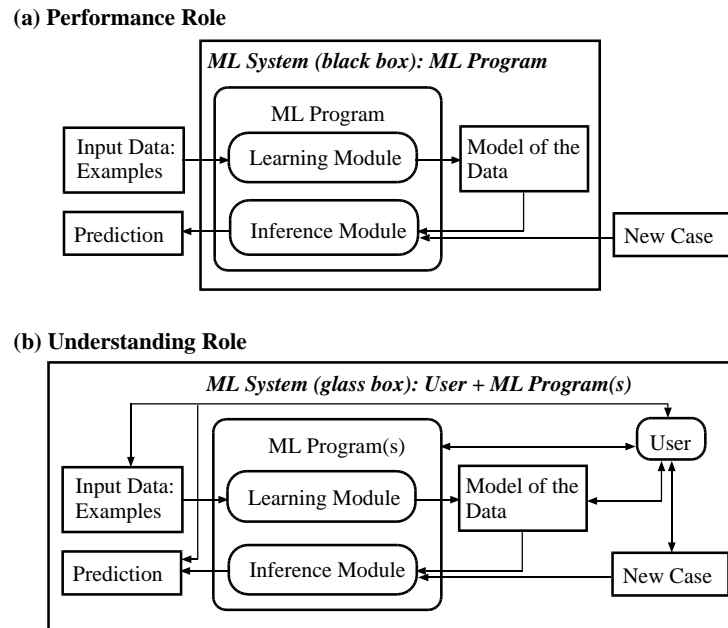 (a) Performance Role
ML System (black box): ML Program
ML Program
Input Data:
Examples
Learning Module
Model of the
Data
Prediction
Inference Module
New Case
(b) Understanding Role
ML System (glass box): User + ML Program(s)
ML Program(s)
User
Input Data:
Examples
Learning Module
Model of the
Data
Prediction
Inference Module
New Case